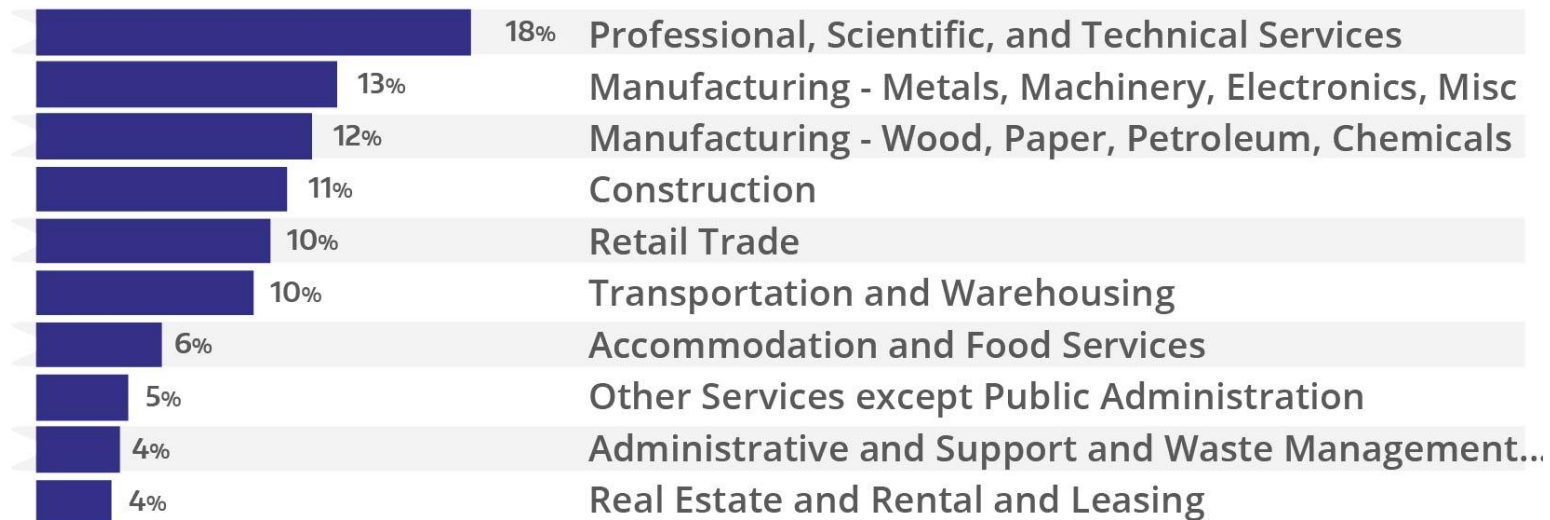 18% Professional, Scientific, and Technical Services
13% Manufacturing - Metals, Machinery, Electronics, Misc
12% Manufacturing - Wood, Paper, Petroleum, Chemicals
11% Construction
10% Retail Trade
10% Transportation and Warehousing
6% Accommodation and Food Services
5% Other Services except Public Administration
4% Administrative and Support and Waste Management...
4% Real Estate and Rental and Leasing